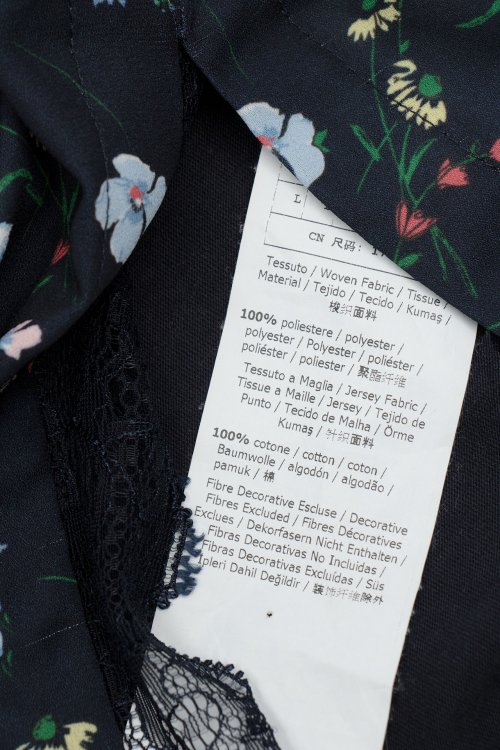 L
CN 尺码: 17
Tessuto / Woven Fabric / Tissue /
Material / Tejido / Tecido / Kumaş /
梭织面料
100% poliestere / polyester /
polyester / Polyester / poliéster /
poliéster / poliester / 聚酯纤维
Tessuto a Maglia / Jersey Fabric /
Tissue a Maille / Jersey / Tejido de
Punto / Tecido de Malha / Örme
Kumaş / 针织面料
100% cotone / cotton / coton /
Baumwolle / algodón / algodão /
pamuk / 棉
Fibre Decorative Escluse / Decorative
Fibres Excluded / Fibres Décoratives
Exclues / Dekorfasern Nicht Enthalten /
Fibras Decorativas No Incluidas /
Fibras Decorativas Excluídas / Süs
İpleri Dahil Değildir / 装饰纤维除外